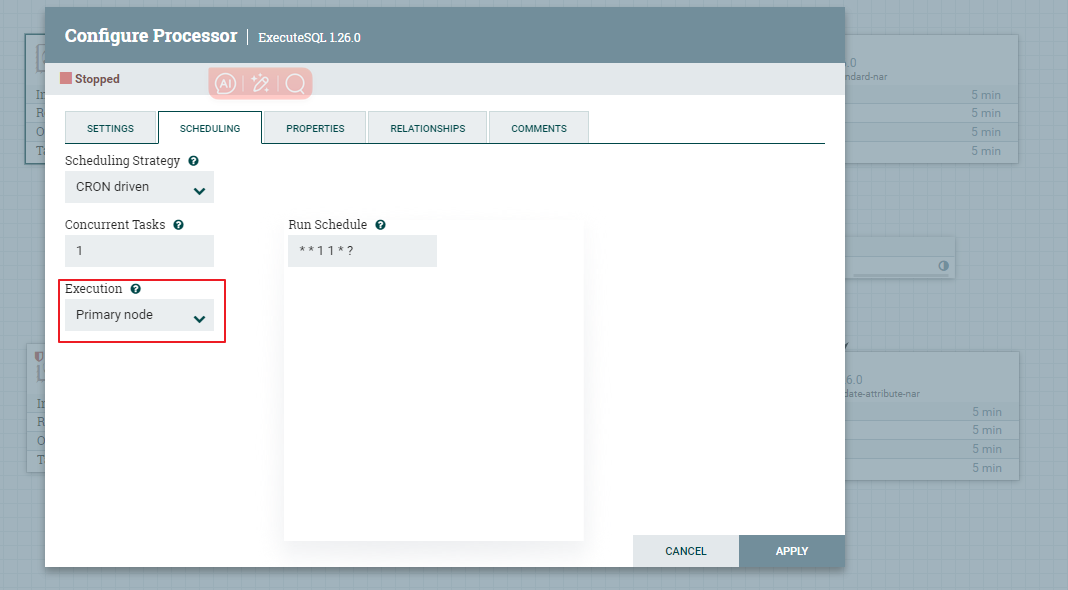 Configure Processor | ExecuteSQL 1.26.0
Stopped
AI
SETTINGS SCHEDULING PROPERTIES RELATIONSHIPS COMMENTS
Scheduling Strategy ?
CRON driven
Concurrent Tasks ? Run Schedule ?
1 * * 1 1 * ?
Execution ?
Primary node
CANCEL APPLY
.0
ndard-nar
5 min
5 min
5 min
5 min
6.0
date-attribute-nar
5 min
5 min
5 min
5 min